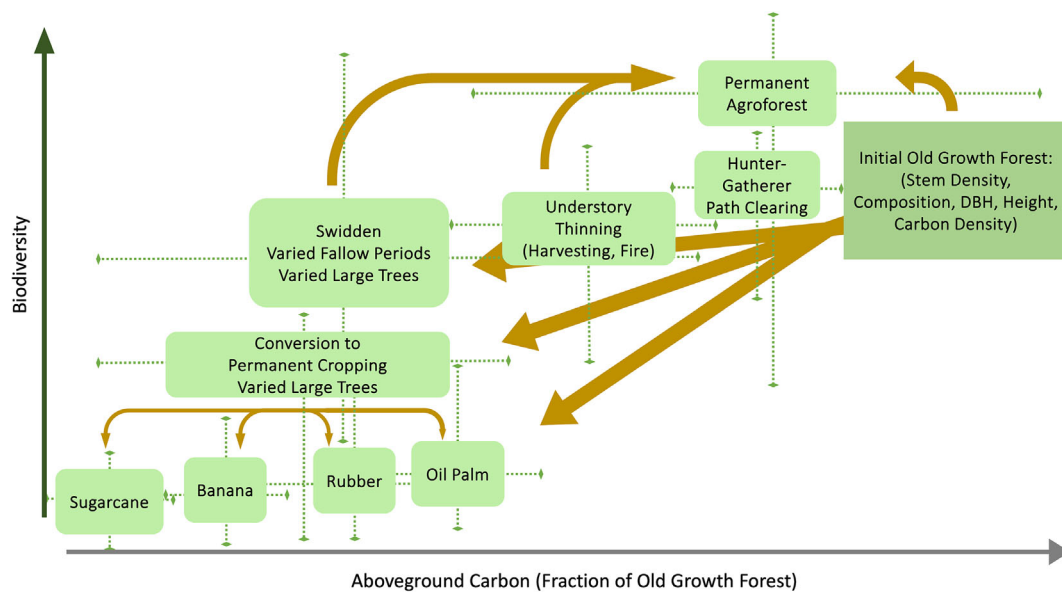 Biodiversity
Permanent
Agroforest
Hunter-
Gatherer
Path Clearing
Initial Old Growth Forest:
(Stem Density,
Composition, DBH, Height,
Carbon Density)
Understory
Thinning
(Harvesting, Fire)
Swidden
Varied Fallow Periods
Varied Large Trees
Conversion to
Permanent Cropping
Varied Large Trees
Sugarcane
Banana
Rubber
Oil Palm
Aboveground Carbon (Fraction of Old Growth Forest)